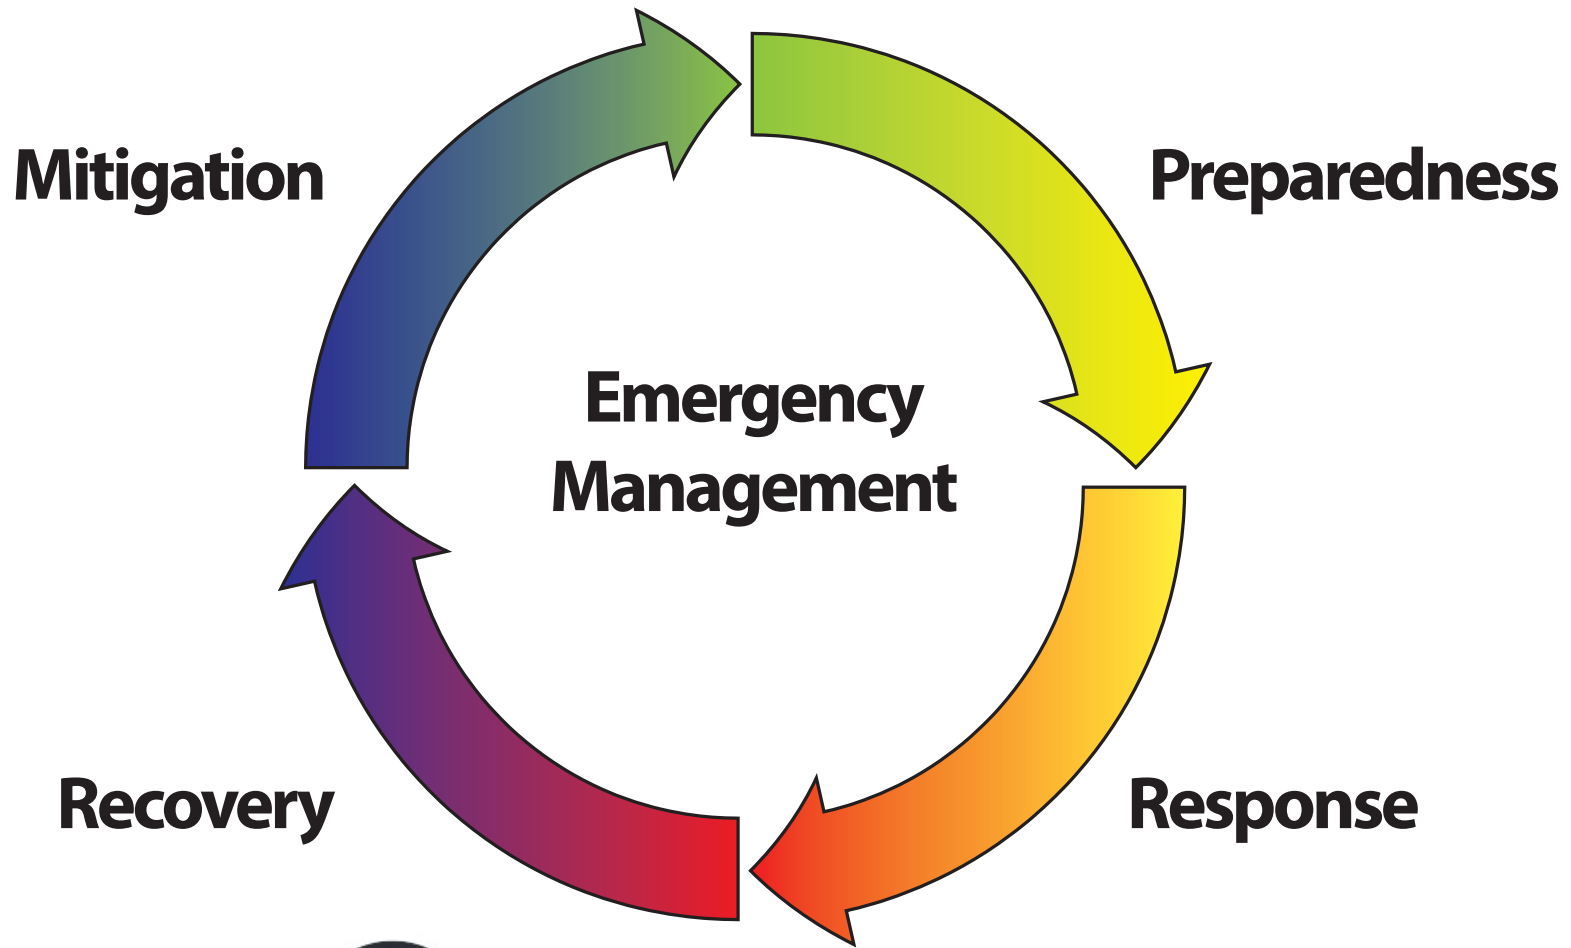 Mitigation
Preparedness
Emergency
Management
Recovery
Response